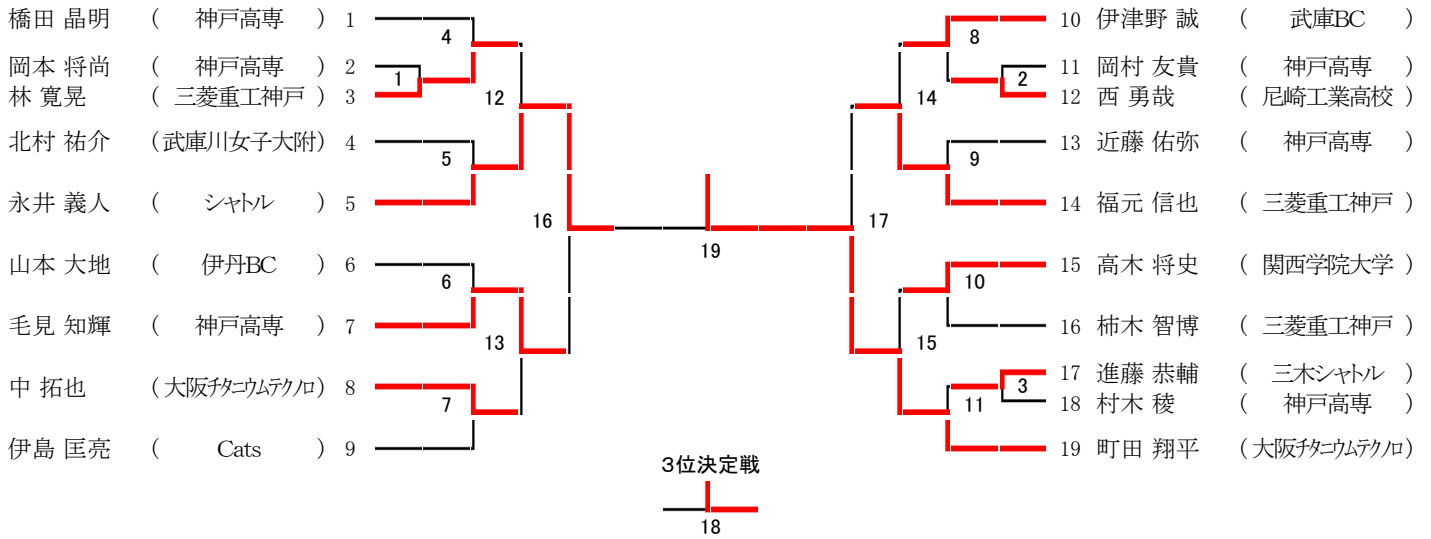 橋田 晶明 ( 神戸高専 ) 1
岡本 将尚 ( 神戸高専 ) 2
林 寛晃 ( 三菱重工神戸 ) 3
北村 祐介 (武庫川女子大附) 4
永井 義人 ( シャトル ) 5
山本 大地 ( 伊丹BC ) 6
毛見 知輝 ( 神戸高専 ) 7
中 拓也 (大阪チタニウムテクノロ) 8
伊島 匡亮 ( Cats ) 9
4
1
12
5
16
6
13
7
19
3位決定戦
18
8
2
14
9
17
10
15
3
11
10 伊津野 誠 ( 武庫BC )
11 岡村 友貴 ( 神戸高専 )
12 西 勇哉 ( 尼崎工業高校 )
13 近藤 佑弥 ( 神戸高専 )
14 福元 信也 ( 三菱重工神戸 )
15 高木 将史 ( 関西学院大学 )
16 柿木 智博 ( 三菱重工神戸 )
17 進藤 恭輔 ( 三木シャトル )
18 村木 稜 ( 神戸高専 )
19 町田 翔平 (大阪チタニウムテクノロ)